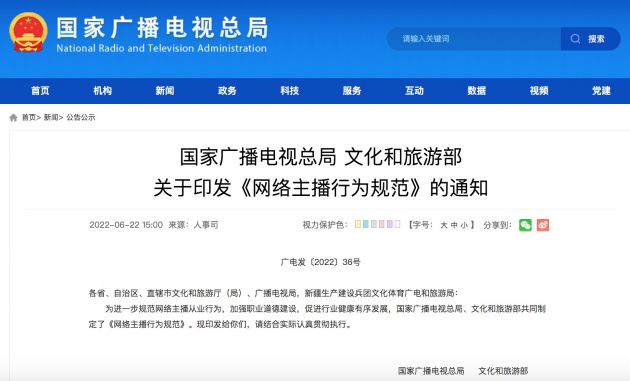 国家广播电视总局
National Radio and Television Administration
请输入关键词
搜索
首页 机构 新闻 政务 科技 服务 互动 数据 视频 党建
首页> 新闻> 公告公示
国家广播电视总局 文化和旅游部
关于印发《网络主播行为规范》的通知
2022-06-22 15:00 来源：人事司 视力保护色： 【字号： 大 中 小 】 分享到：
广电发〔2022〕36号
各省、自治区、直辖市文化和旅游厅（局）、广播电视局，新疆生产建设兵团文化体育广电和旅游局：
为进一步规范网络主播从业行为，加强职业道德建设，促进行业健康有序发展，国家广播电视总局、文化和旅游部共同制
定了《网络主播行为规范》。现印发给你们，请结合实际认真贯彻执行。
国家广播电视总局 文化和旅游部